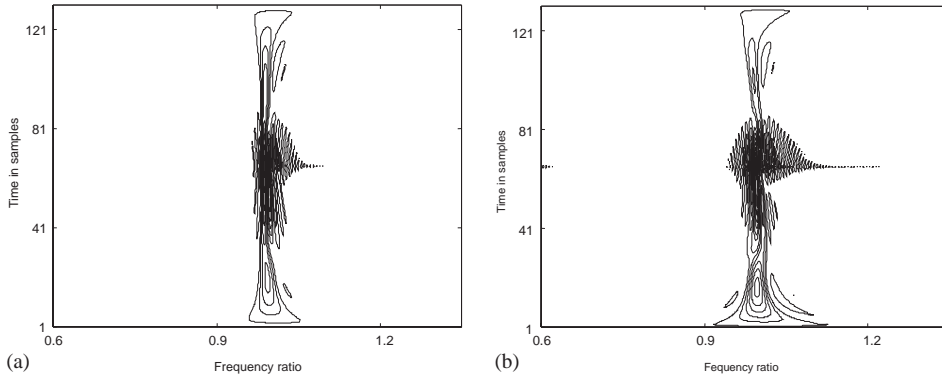 121
81
41
1
Time in samples
0.6
0.9
1.2
Frequency ratio
(a)
121
81
41
1
Time in samples
0.6
0.9
1.2
Fequency ratio
(b)